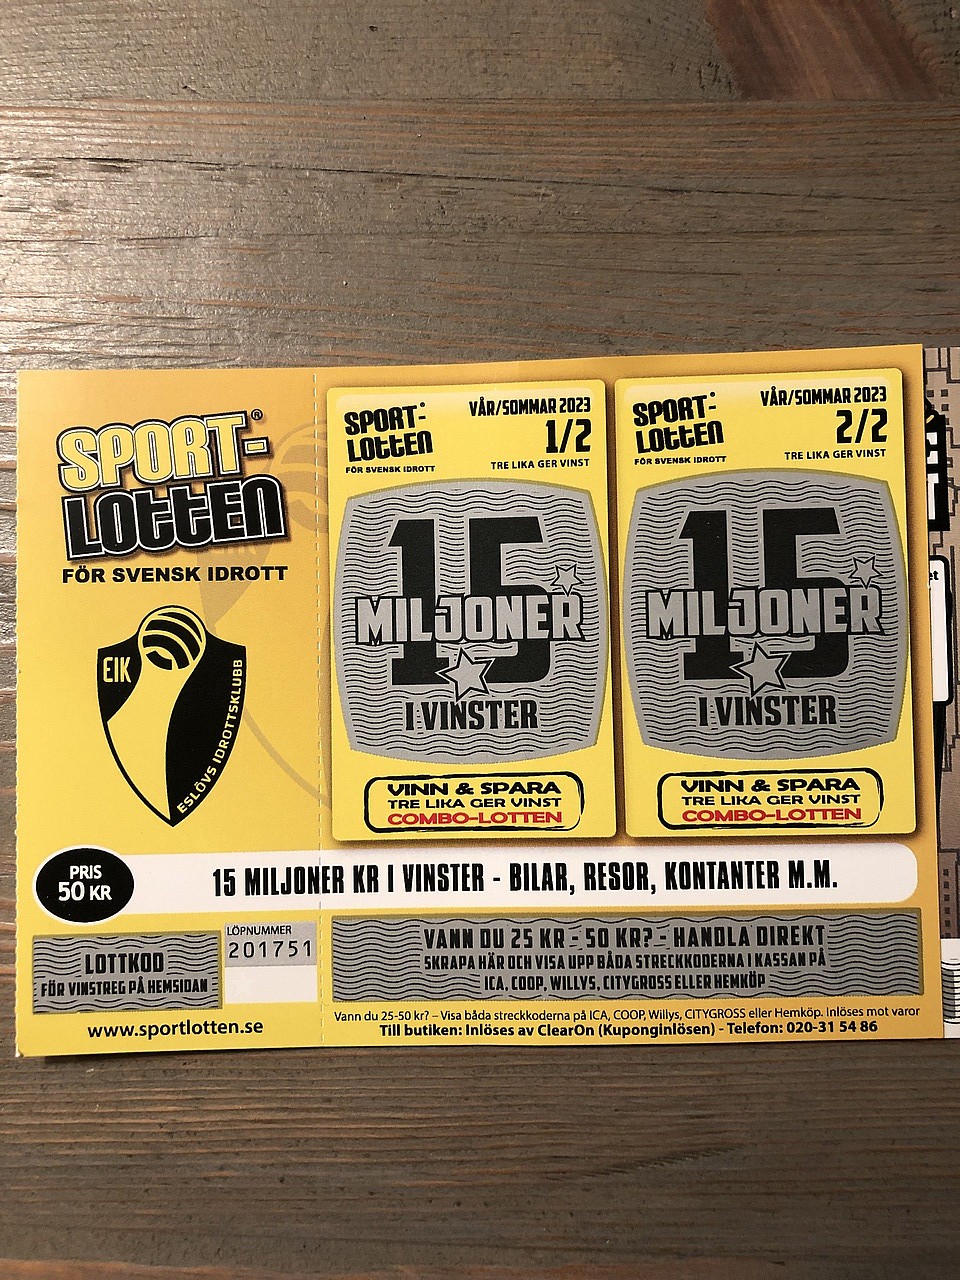 SPORT-®
LOTTEN
FÖR SVENSK IDROTT
EIK
ESLÖVS IDROTTSKLUBB
SPORT-
LOTTEN
FÖR SVENSK IDROTT
VÅR/SOMMAR 2023
1/2
TRE LIKA GER VINST
15
MILJONER
I VINSTER
VINN & SPARA
TRE LIKA GER VINST
COMBO-LOTTEN
SPORT-
LOTTEN
FÖR SVENSK IDROTT
VÅR/SOMMAR 2023
2/2
TRE LIKA GER VINST
15
MILJONER
I VINSTER
VINN & SPARA
TRE LIKA GER VINST
COMBO-LOTTEN
PRIS
50 KR
15 MILJONER KR I VINSTER - BILAR, RESOR, KONTANTER M.M.
LOTTKOD
FÖR VINSTREG PÅ HEMSIDAN
LÖPNUMMER
201751
www.sportlotten.se
VANN DU 25 KR - 50 KR? - HANDLA DIREKT
SKRAPA HÄR OCH VISA UPP BÅDA STRECKKODERNA I KASSAN PÅ
ICA, COOP, WILLYS, CITYGROSS ELLER HEMKÖP
Vann du 25-50 kr? – Visa båda streckkoderna på ICA, COOP, Willys, CITYGROSS eller Hemköp. Inlöses mot varor
Till butiken: Inlöses av ClearOn (Kuponginlösen) - Telefon: 020-31 54 86